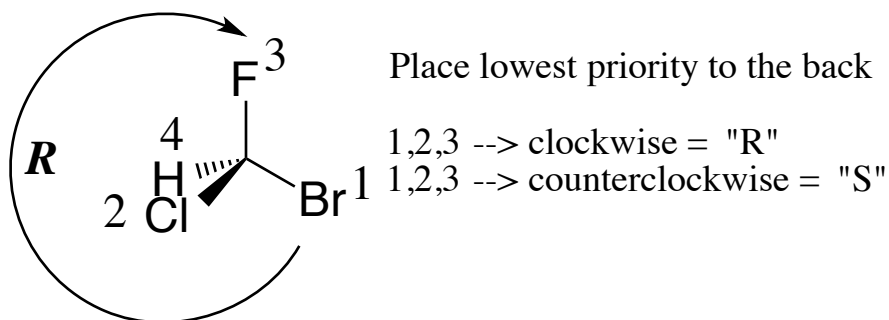 F 3
Place lowest priority to the back
4
1,2,3 --> clockwise = "R"
R
H
Br 1
1,2,3 --> counterclockwise = "S"
2 Cl